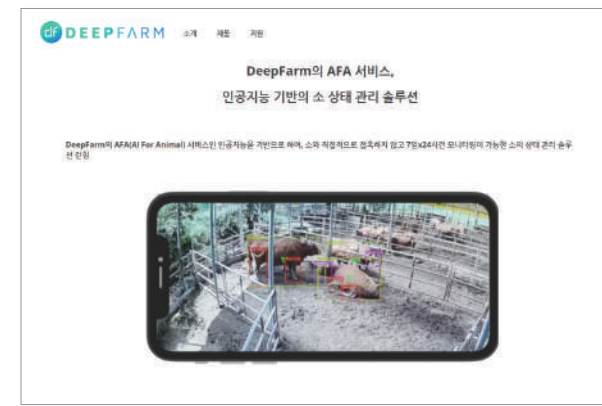 df DEEPFARM 소개 제품 지원
DeepFarm의 AFA 서비스,
인공지능 기반의 소 상태 관리 솔루션
DeepFarm의 AFA(AI For Animal) 서비스인 인공지능을 기반으로 하여, 소와 직접적으로 접촉하지 않고 7일x24시간 모니터링이 가능한 소의 상태 관리 솔루
션